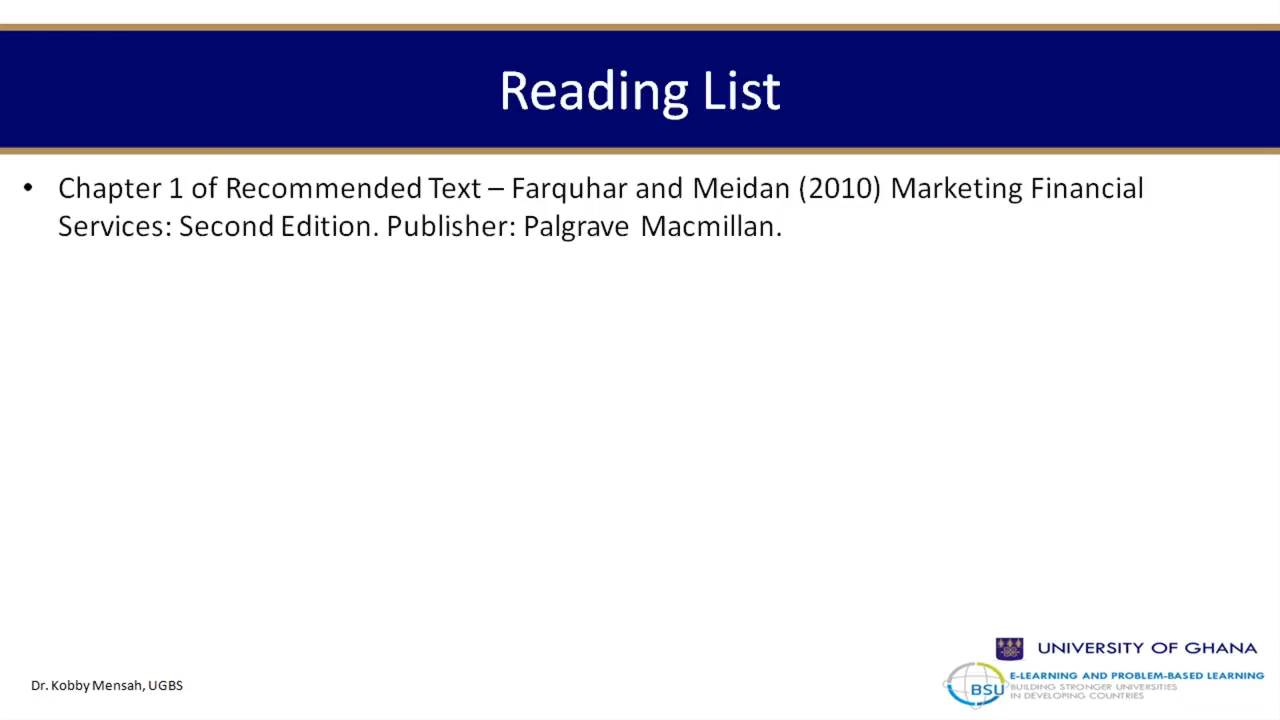 Reading List
• Chapter 1 of Recommended Text – Farquhar and Meidan (2010) Marketing Financial
Services: Second Edition. Publisher: Palgrave Macmillan.
UNIVERSITY OF GHANA
Dr. Kobby Mensah, UGBS
BSU
E-LEARNING AND PROBLEM-BASED LEARNING
BUILDING STRONGER UNIVERSITIES
IN DEVELOPING COUNTRIES